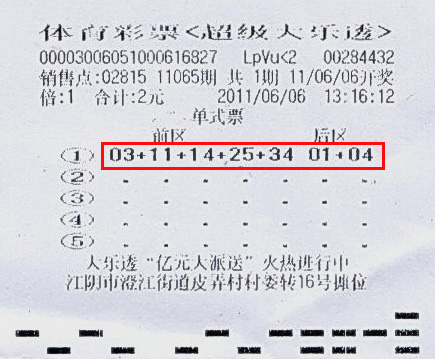 体育彩票<超级大乐透>
00003006051000616827 LpVu<2 00284432
销售点:02815 11065期 共 1期 11/06/06开奖
倍:1 合计:2元 2011/06/06 13:16:12
单式票
前区 后区
① 03+11+14+25+34 01+04
② - - - - - - -
③ - - - - - - -
④ - - - - - - -
⑤ - - - - - - -
大乐透“亿元大派送”火热进行中
江阴市澄江街道皮弄村村委转16号摊位